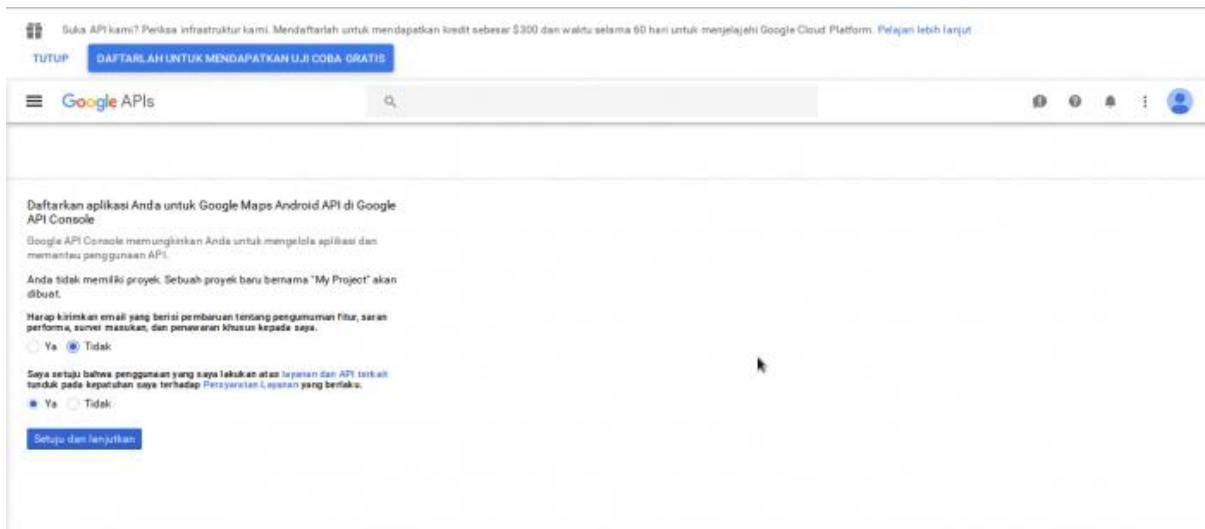 Suka API kami? Periksa infrastruktur kami. Mendaftarlah untuk mendapatkan kredit sebesar $300 dan waktu selama 60 hari untuk menjelajahi Google Cloud Platform. Pelajari lebih lanjut
TUTUP DAFTARLAH UNTUK MENDAPATKAN UJI COBA GRATIS
Google APIs
Daftarkan aplikasi Anda untuk Google Maps Android API di Google
API Console
Google API Console memungkinkan Anda untuk mengelola aplikasi dan
memantau penggunaan API.
Anda tidak memiliki proyek. Sebuah proyek baru bernama "My Project" akan
dibuat.
Harap kirimkan email yang berisi pembaruan tentang pengumuman fitur, saran
performa, survei masukan, dan penawaran khusus kepada saya.
Ya Tidak
Saya setuju bahwa penggunaan yang saya lakukan atas layanan dan API terkait
tunduk pada kepatuhan saya terhadap Persyaratan Layanan yang berlaku.
Ya Tidak
Setuju dan lanjutkan